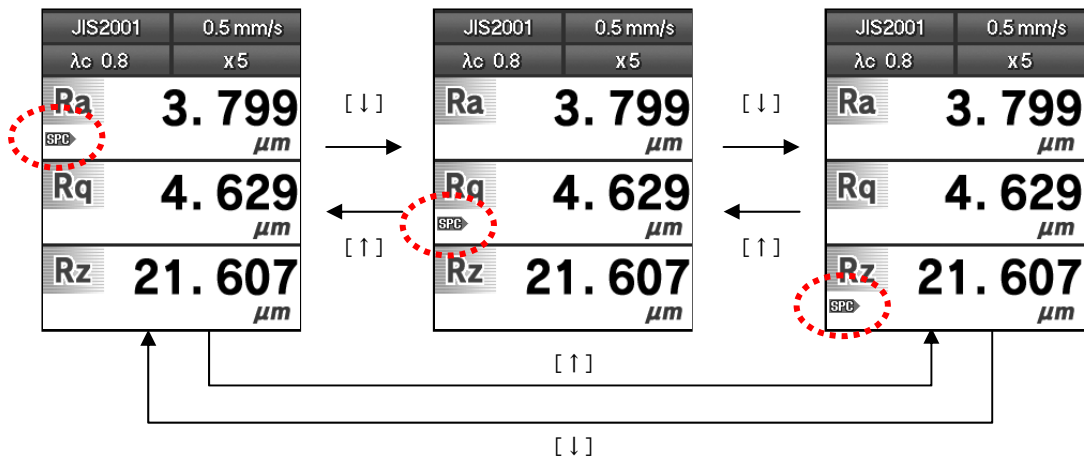 JIS2001 0.5 mm/s
λc 0.8 x5
Ra 3.799
SPC μm
Rq 4.629
μm
Rz 21.607
μm
[↓]
[↑]
JIS2001 0.5 mm/s
λc 0.8 x5
Ra 3.799
μm
Rq 4.629
SPC μm
Rz 21.607
μm
[↓]
[↑]
JIS2001 0.5 mm/s
λc 0.8 x5
Ra 3.799
μm
Rq 4.629
μm
Rz 21.607
SPC μm
[↑]
[↓]